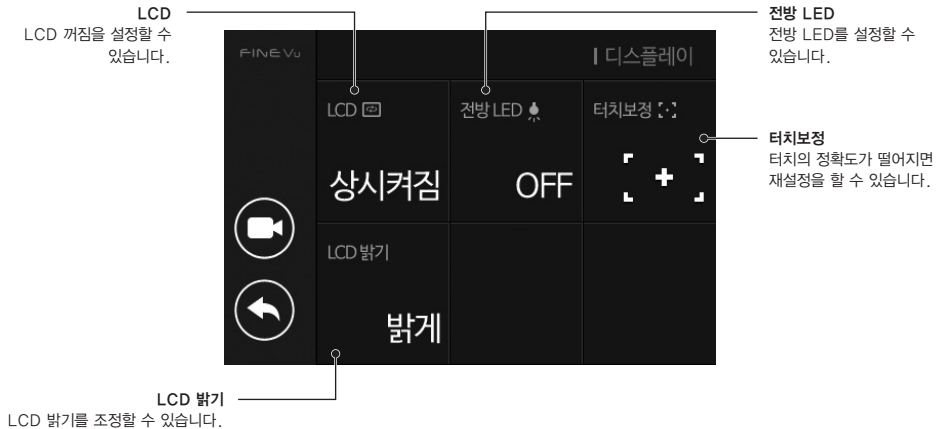 LCD
LCD 꺼짐을 설정할 수
있습니다.
전방 LED
전방 LED를 설정할 수
있습니다.
FINEVu
디스플레이
LCD
전방 LED
터치보정
상시켜짐
OFF
터치보정
터치의 정확도가 떨어지면
재설정을 할 수 있습니다.
LCD 밝기
밝게
LCD 밝기
LCD 밝기를 조정할 수 있습니다.